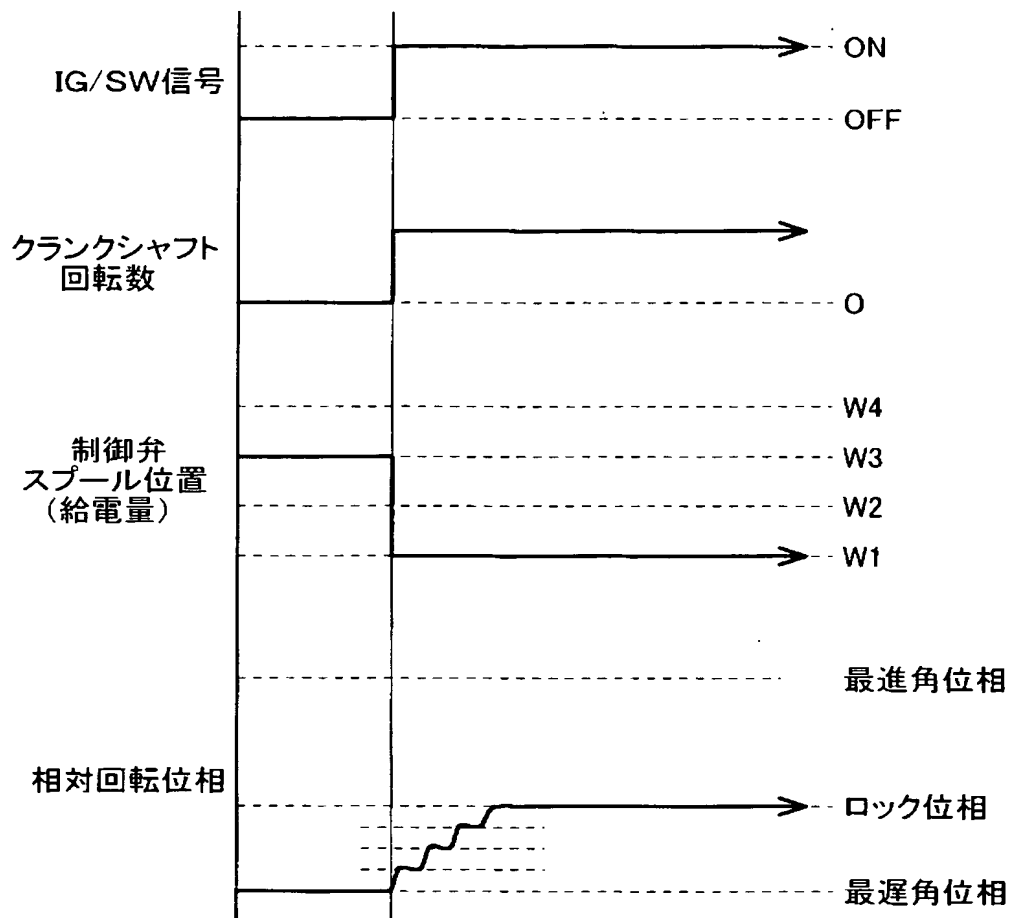 IG/SW信号
ON
OFF
クランクシャフト
回転数
O
制御弁
スプール位置
(給電量)
W4
W3
W2
W1
相対回転位相
最進角位相
ロック位相
最遅角位相